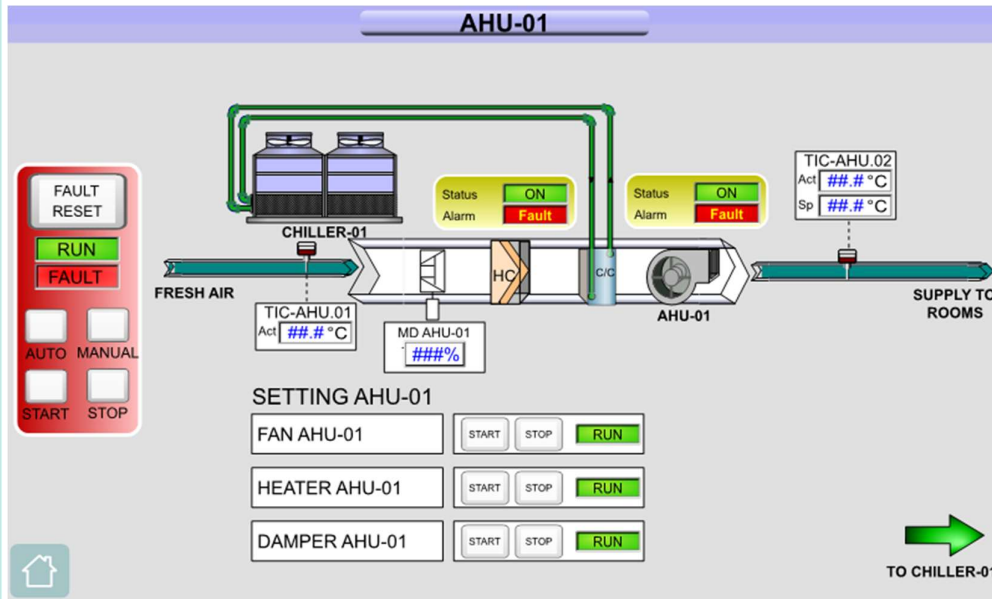 AHU-01
FAULT
RESET
RUN
FAULT
AUTO MANUAL
START STOP
CHILLER-01
Status ON
Alarm Fault
Status ON
Alarm Fault
TIC-AHU.02
Act ##.# °C
Sp ##.# °C
FRESH AIR
HC
C/C
AHU-01
SUPPLY TO
ROOMS
TIC-AHU.01
Act ##.# °C
MD AHU-01
###%
SETTING AHU-01
FAN AHU-01 START STOP RUN
HEATER AHU-01 START STOP RUN
DAMPER AHU-01 START STOP RUN
TO CHILLER-01